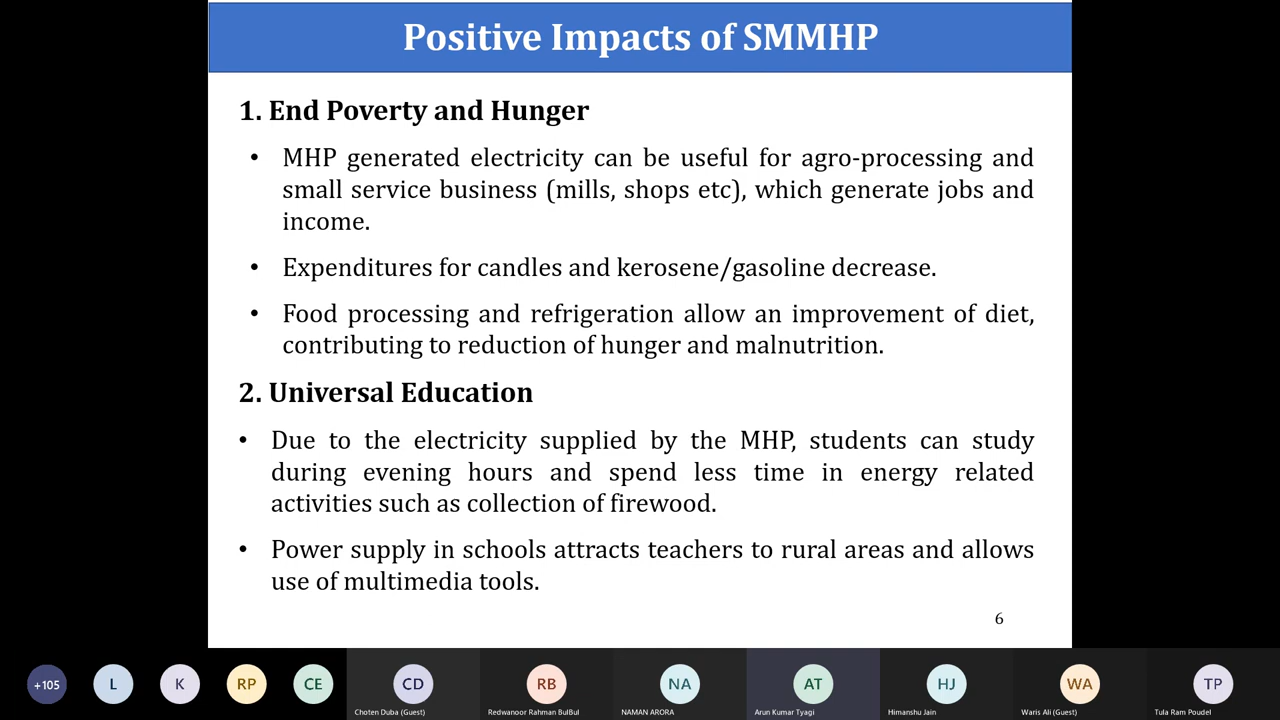 Positive Impacts of SMMHP
1. End Poverty and Hunger
• MHP generated electricity can be useful for agro-processing and
small service business (mills, shops etc), which generate jobs and
income.
• Expenditures for candles and kerosene/gasoline decrease.
• Food processing and refrigeration allow an improvement of diet,
contributing to reduction of hunger and malnutrition.
2. Universal Education
• Due to the electricity supplied by the MHP, students can study
during evening hours and spend less time in energy related
activities such as collection of firewood.
• Power supply in schools attracts teachers to rural areas and allows
use of multimedia tools.
6
+105 L K RP CE CD RB NA AT HJ WA TP
Choten Duba (Guest) Redwanoor Rahman BulBul NAMAN ARORA Arun Kumar Tyagi Himanshu Jain Waris Ali (Guest) Tula Ram Poudel